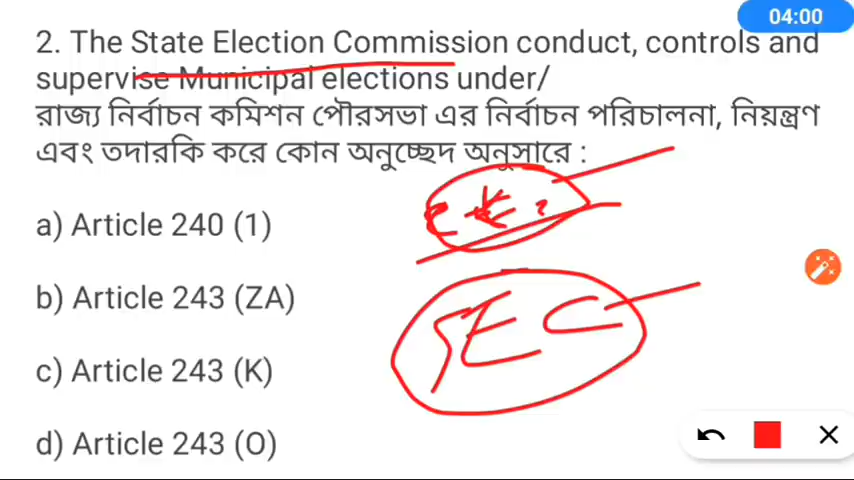 04:00
2. The State Election Commission conduct, controls and
supervise Municipal elections under/
রাজ্য নির্বাচন কমিশন পৌরসভা এর নির্বাচন পরিচালনা, নিয়ন্ত্রণ
এবং তদারকি করে কোন অনুচ্ছেদ অনুসারে :
a) Article 240 (1)
b) Article 243 (ZA)
SEC
c) Article 243 (K)
d) Article 243 (O)